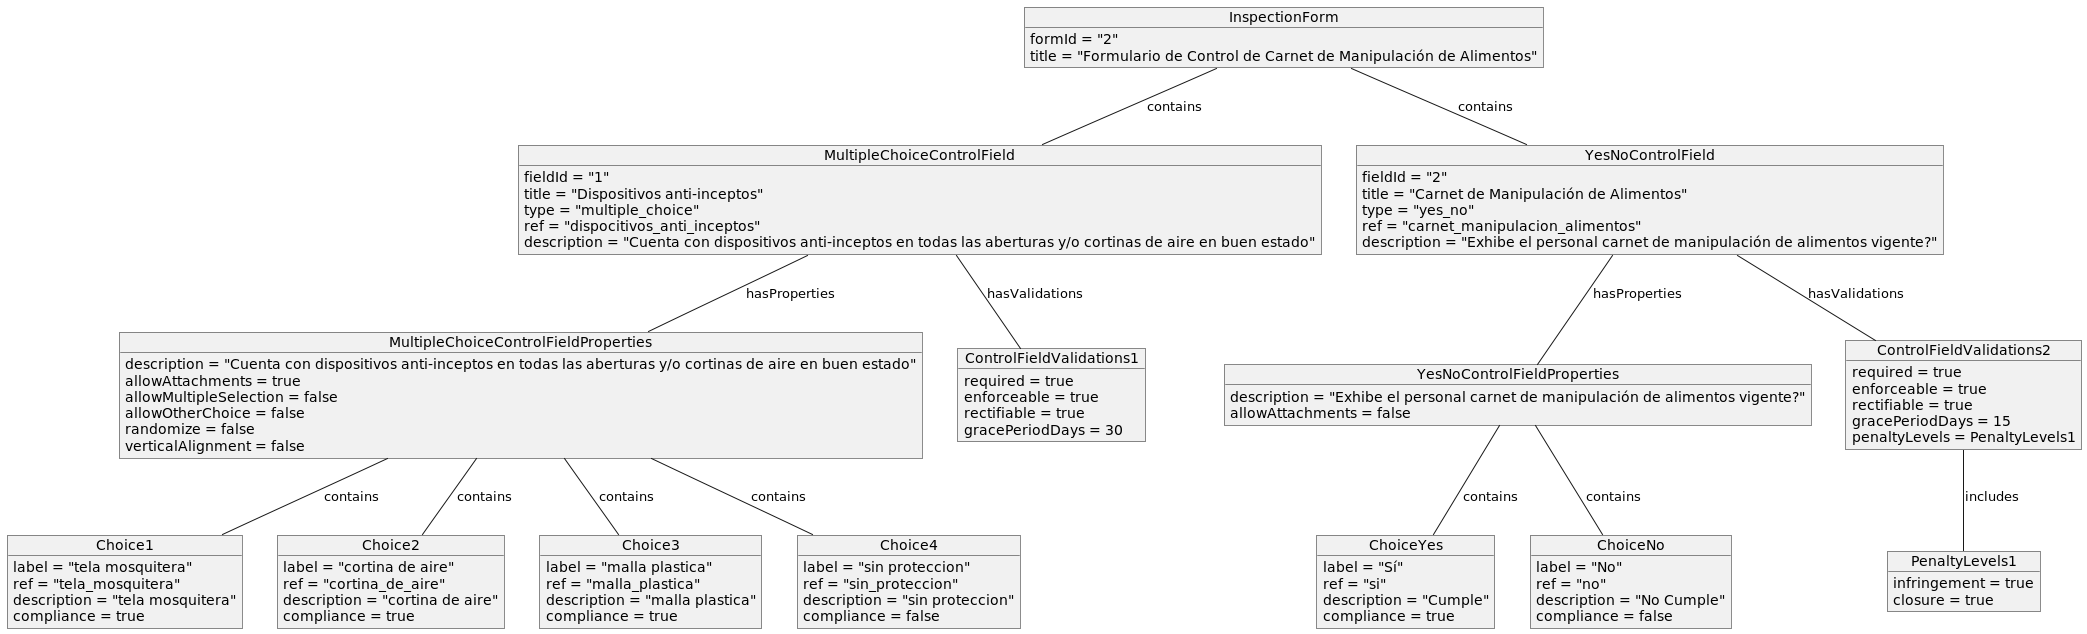 InspectionForm
formId = "2"
title = "Formulario de Control de Carnet de Manipulación de Alimentos"
contains
contains
MultipleChoiceControlField
fieldId = "1"
title = "Dispositivos anti-inceptos"
type = "multiple_choice"
ref = "dispocitivos_anti_inceptos"
description = "Cuenta con dispositivos anti-inceptos en todas las aberturas y/o cortinas de aire en buen estado"
YesNoControlField
fieldId = "2"
title = "Carnet de Manipulación de Alimentos"
type = "yes_no"
ref = "carnet_manipulacion_alimentos"
description = "Exhibe el personal carnet de manipulación de alimentos vigente?"
hasProperties
hasValidations
hasProperties
hasValidations
MultipleChoiceControlFieldProperties
description = "Cuenta con dispositivos anti-inceptos en todas las aberturas y/o cortinas de aire en buen estado"
allowAttachments = true
allowMultipleSelection = false
allowOtherChoice = false
randomize = false
verticalAlignment = false
ControlFieldValidations1
required = true
enforceable = true
rectifiable = true
gracePeriodDays = 30
YesNoControlFieldProperties
description = "Exhibe el personal carnet de manipulación de alimentos vigente?"
allowAttachments = false
ControlFieldValidations2
required = true
enforceable = true
rectifiable = true
gracePeriodDays = 15
penaltyLevels = PenaltyLevels1
contains
contains
contains
contains
contains
contains
includes
Choice1
label = "tela mosquitera"
ref = "tela_mosquitera"
description = "tela mosquitera"
compliance = true
Choice2
label = "cortina de aire"
ref = "cortina_de_aire"
description = "cortina de aire"
compliance = true
Choice3
label = "malla plastica"
ref = "malla_plastica"
description = "malla plastica"
compliance = true
Choice4
label = "sin proteccion"
ref = "sin_proteccion"
description = "sin proteccion"
compliance = false
ChoiceYes
label = "Sí"
ref = "si"
description = "Cumple"
compliance = true
ChoiceNo
label = "No"
ref = "no"
description = "No Cumple"
compliance = false
PenaltyLevels1
infringement = true
closure = true